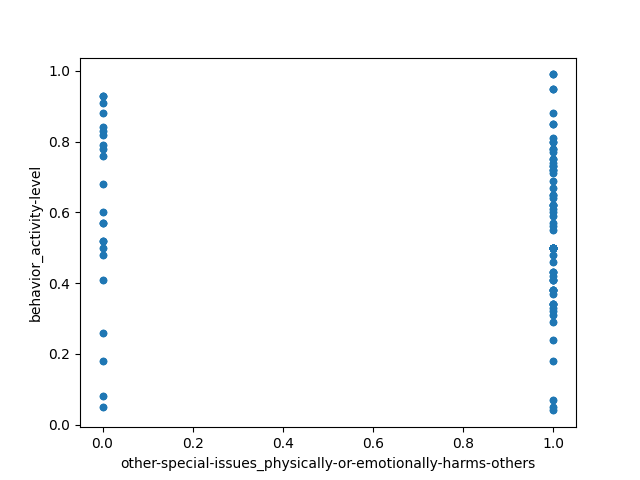 1.0
0.8
0.6
0.4
0.2
0.0
behavior_activity-level
0.0 0.2 0.4 0.6 0.8 1.0
other-special-issues_physically-or-emotionally-harms-others